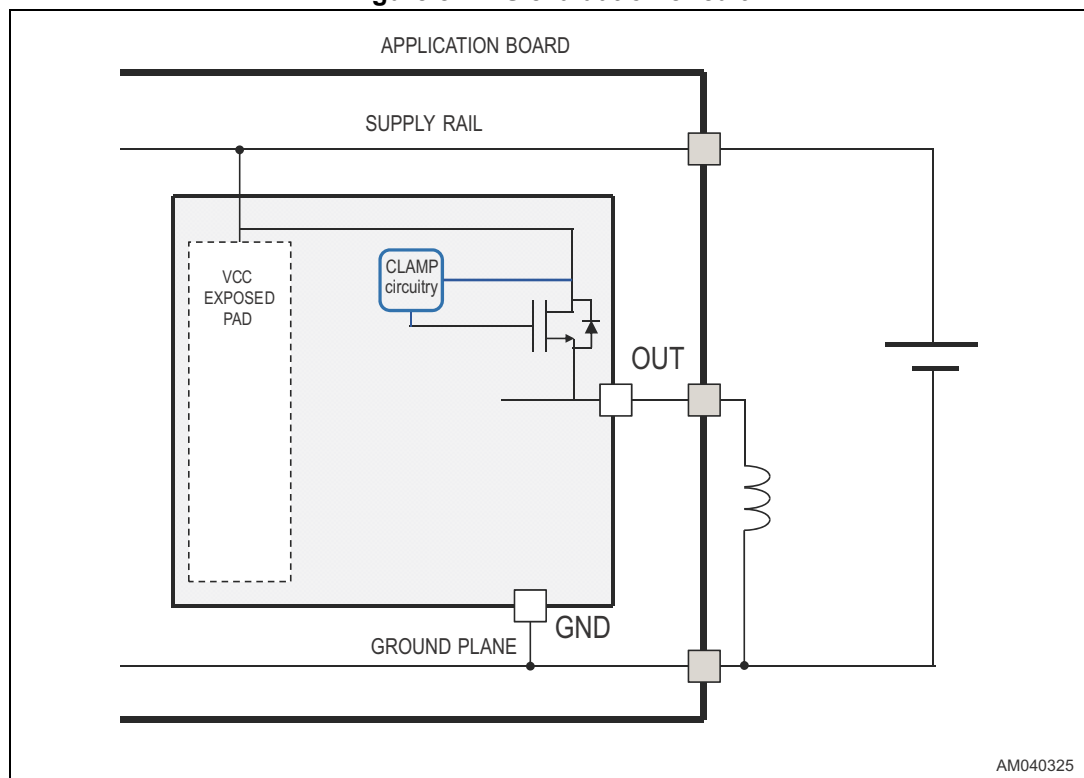 APPLICATION BOARD
SUPPLY RAIL
CLAMP
circuitry
VCC
EXPOSED
PAD
OUT
GND
GROUND PLANE
AM040325